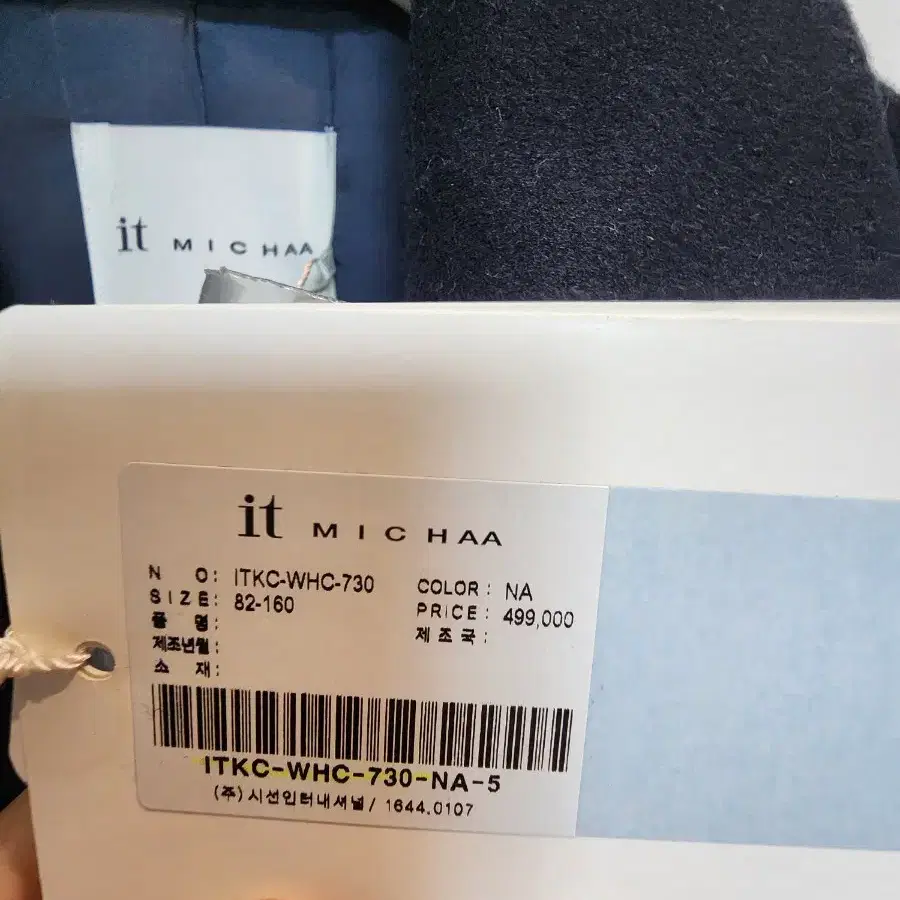 it MICHAA
it MICHAA
N O: ITKC-WHC-730
SIZE: 82-160
품 명:
제조년월:
소 재:
COLOR: NA
PRICE: 499,000
제 조 국:
ITKC-WHC-730-NA-5
(주)시선인터내셔널/ 1644.0107